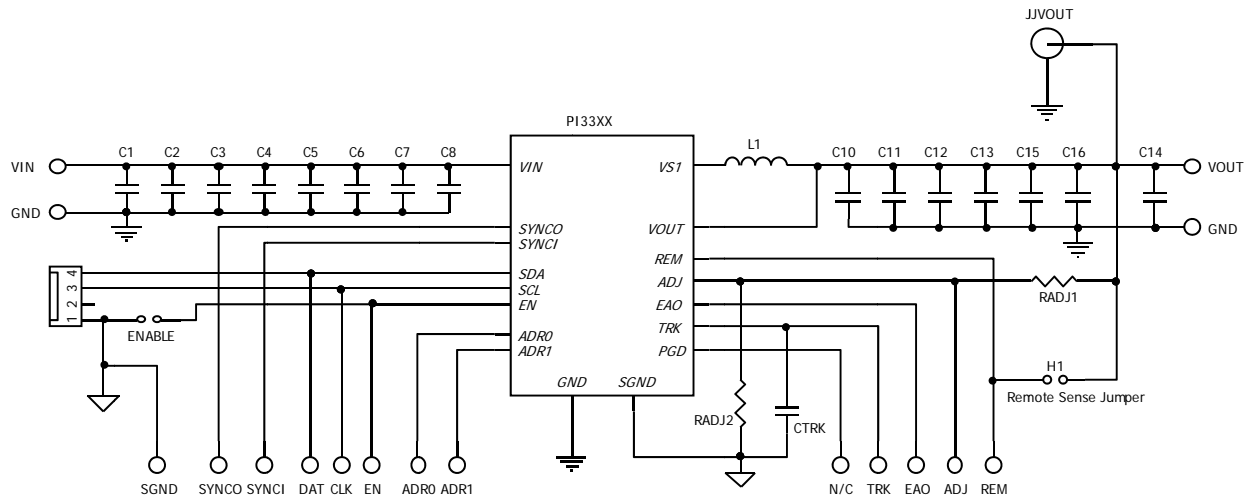 JJVOUT
PI33XX
L1
C1 C2 C3 C4 C5 C6 C7 C8
C10 C11 C12 C13 C15 C16 C14
VIN
VIN
VS1
VOUT
GND
SYNCO
SYNCI
VOUT
GND
REM
4
3
2
1
SDA
SCL
EN
ADJ
EAO
TRK
PGD
RADJ1
ENABLE
ADR0
ADR1
GND
SGND
H1
Remote Sense Jumper
RADJ2
CTRK
SGND SYNCO SYNCI DAT CLK EN ADR0 ADR1
N/C TRK EAO ADJ REM